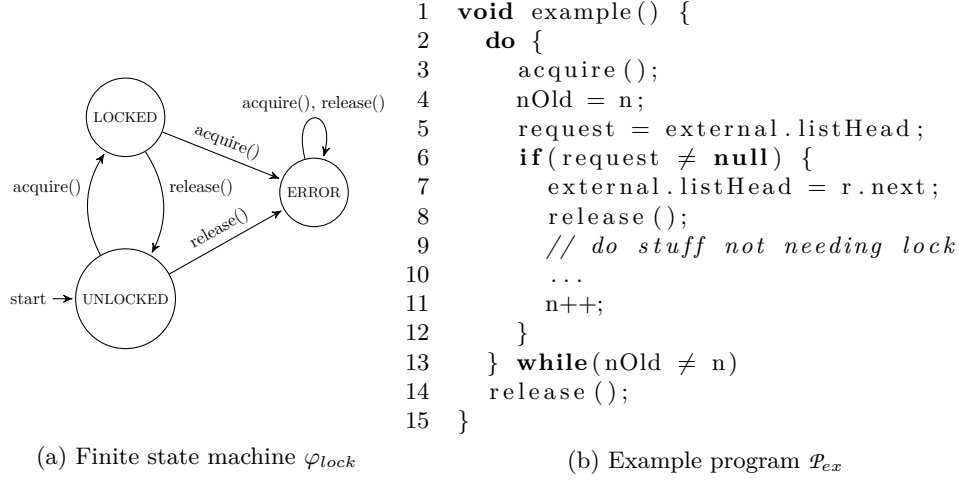 LOCKED
acquire(), release()
acquire()
ERROR
acquire()
release()
release()
start
UNLOCKED
(a) Finite state machine φlock
1 void example() {
2 do {
3 acquire();
4 nOld = n;
5 request = external.listHead;
6 if(request ≠ null) {
7 external.listHead = r.next;
8 release();
9 // do stuff not needing lock
10 ...
11 n++;
12 }
13 } while(nOld ≠ n)
14 release();
15 }
(b) Example program 𝒫ex